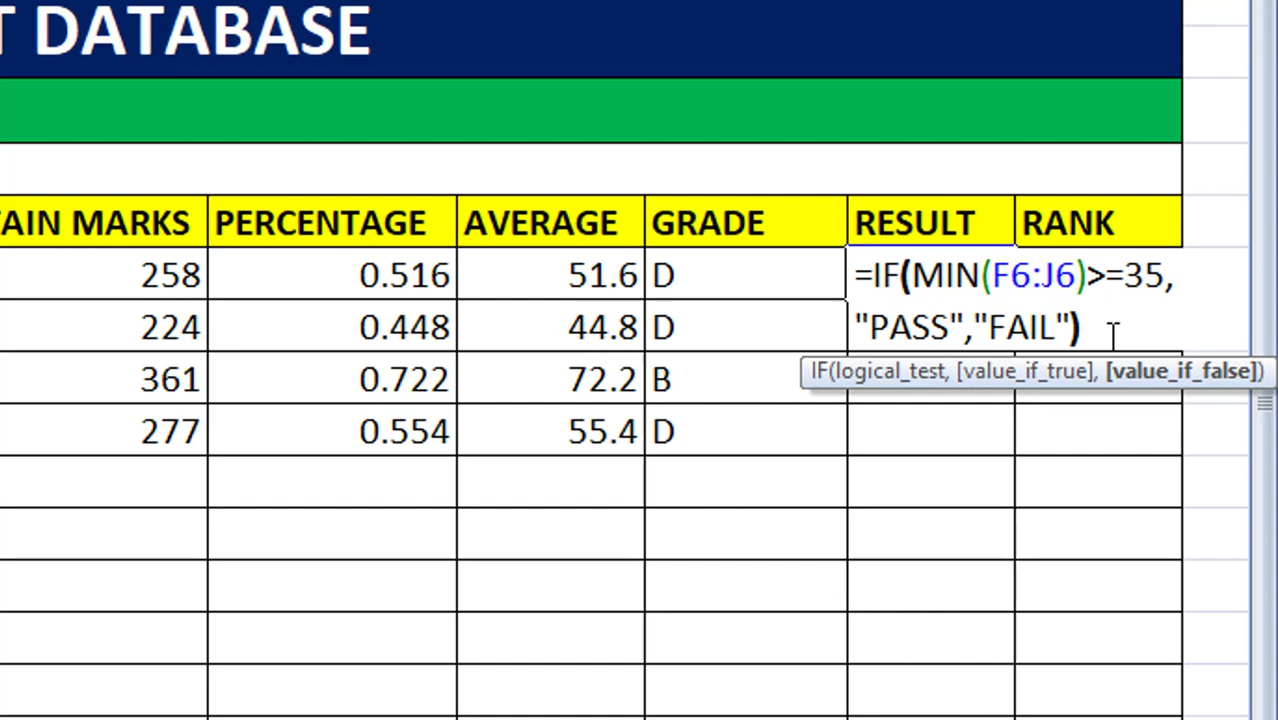 T DATABASE
AIN MARKS PERCENTAGE AVERAGE GRADE RESULT RANK
258 0.516 51.6 D =IF(MIN(F6:J6)>=35,
224 0.448 44.8 D "PASS","FAIL")
IF(logical_test, [value_if_true], [value_if_false])
361 0.722 72.2 B
277 0.554 55.4 D